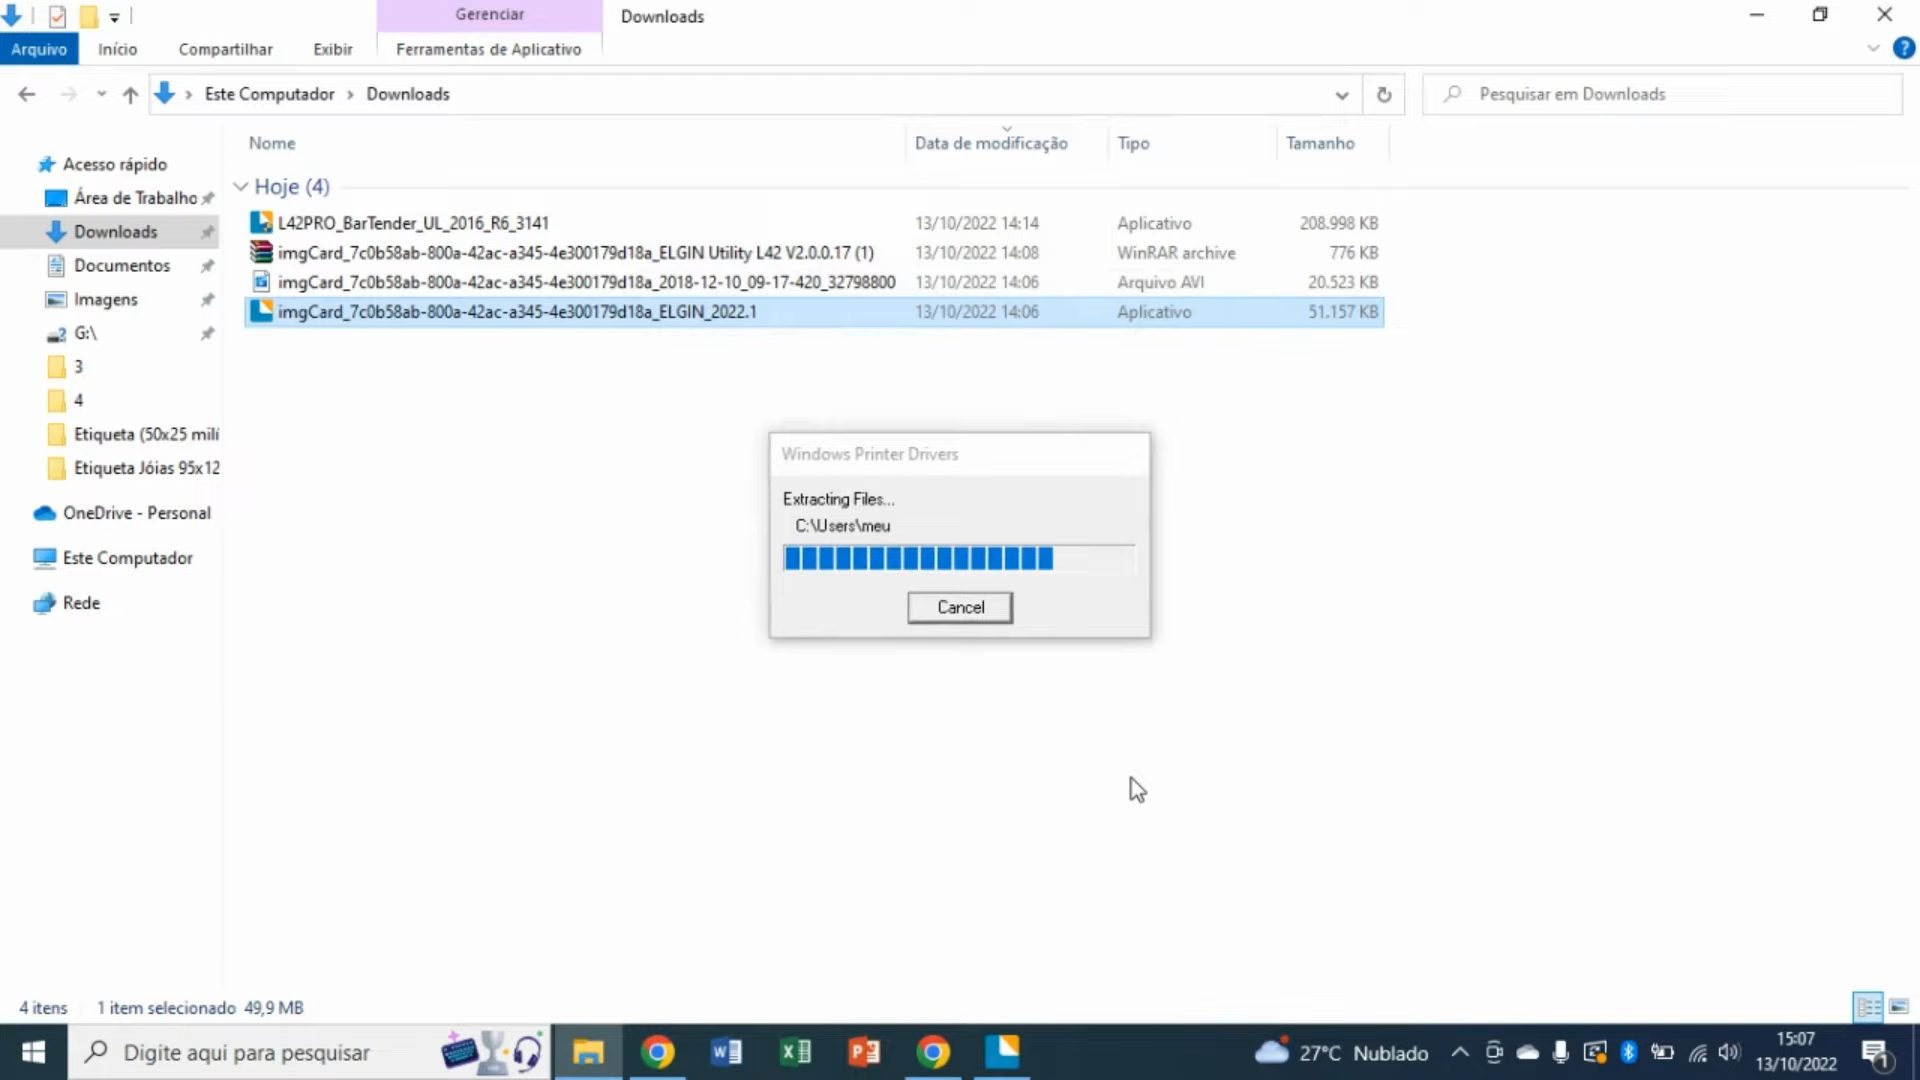 Gerenciar
Downloads
Arquivo
Início
Compartilhar
Exibir
Ferramentas de Aplicativo
?
Este Computador
Downloads
Pesquisar em Downloads
Nome
Data de modificação
Tipo
Tamanho
Acesso rápido
Área de Trabalho
Downloads
Documentos
Imagens
G:\
3
4
Etiqueta (50x25 milí
Etiqueta Jóias 95x12
OneDrive - Personal
Este Computador
Rede
Hoje (4)
L42PRO_BarTender_UL_2016_R6_3141 13/10/2022 14:14 Aplicativo 208.998 KB
imgCard_7c0b58ab-800a-42ac-a345-4e300179d18a_ELGIN Utility L42 V2.0.0.17 (1) 13/10/2022 14:08 WinRAR archive 776 KB
imgCard_7c0b58ab-800a-42ac-a345-4e300179d18a_2018-12-10_09-17-420_32798800 13/10/2022 14:06 Arquivo AVI 20.523 KB
imgCard_7c0b58ab-800a-42ac-a345-4e300179d18a_ELGIN_2022.1 13/10/2022 14:06 Aplicativo 51.157 KB
Windows Printer Drivers
Extracting Files...
C:\Users\meu
Cancel
4 itens 1 item selecionado 49,9 MB
Digite aqui para pesquisar
27°C Nublado
15:07
13/10/2022
1